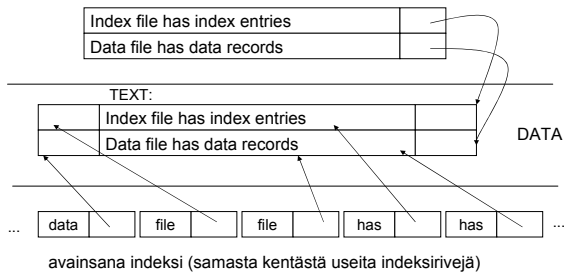 Index file has index entries
Data file has data records
TEXT:
Index file has index entries
Data file has data records
DATA
... data file file has has ...
avainsana indeksi (samasta kentästä useita indeksirivejä)